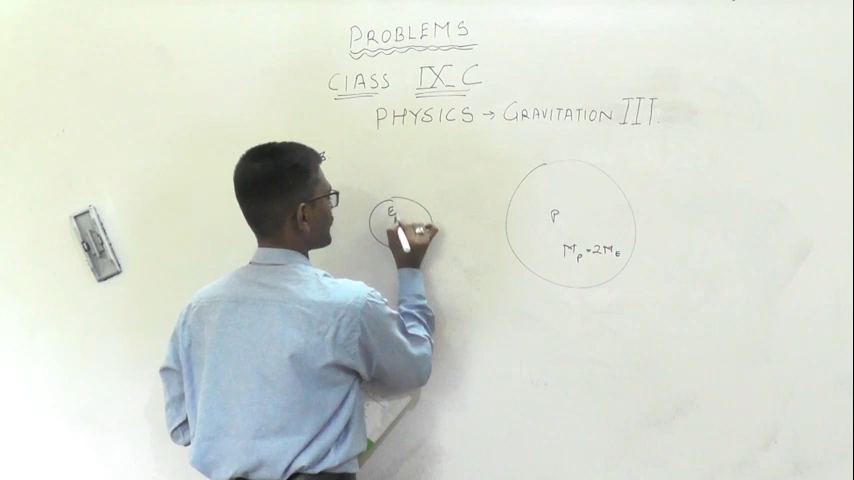 PROBLEMS
CLASS IX C
PHYSICS → GRAVITATION III
E
P
Mp = 2ME